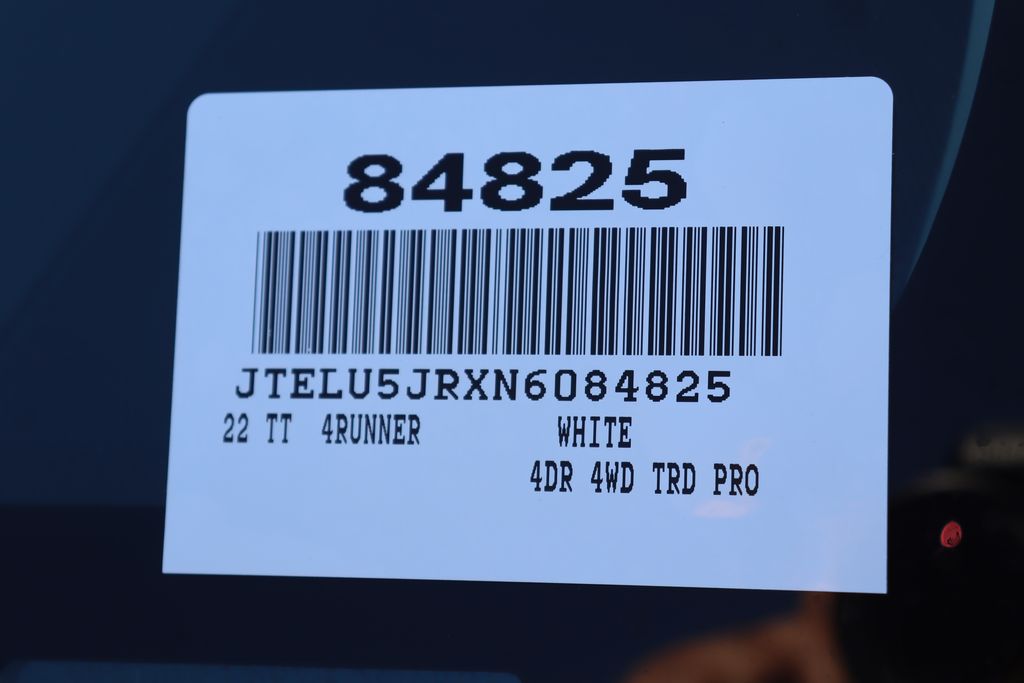 84825
JTELU5JRXN6084825
22 TT 4RUNNER WHITE
4DR 4WD TRD PRO